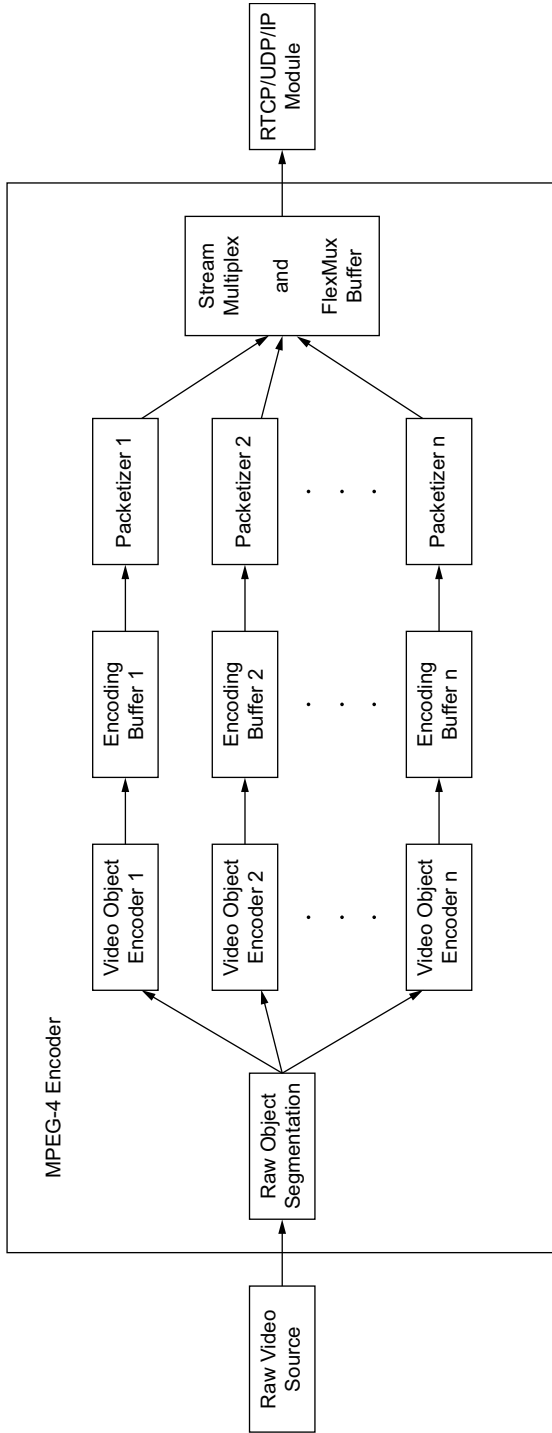 MPEG-4 Encoder
Raw Video
Source
Raw Object
Segmentation
Video Object
Encoder 1
Encoding
Buffer 1
Packetizer 1
Video Object
Encoder 2
Encoding
Buffer 2
Packetizer 2
. . .
. . .
. . .
Video Object
Encoder n
Encoding
Buffer n
Packetizer n
Stream
Multiplex
and
FlexMux
Buffer
RTCP/UDP/IP
Module